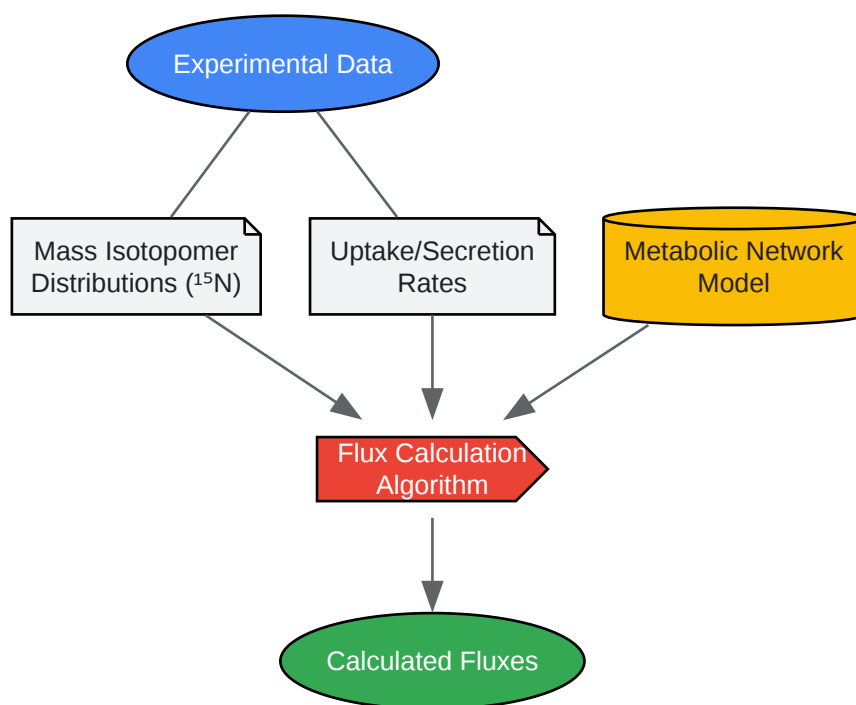 Experimental Data
Mass Isotopomer
Distributions (¹⁵N)
Uptake/Secretion
Rates
Metabolic Network
Model
Flux Calculation
Algorithm
Calculated Fluxes